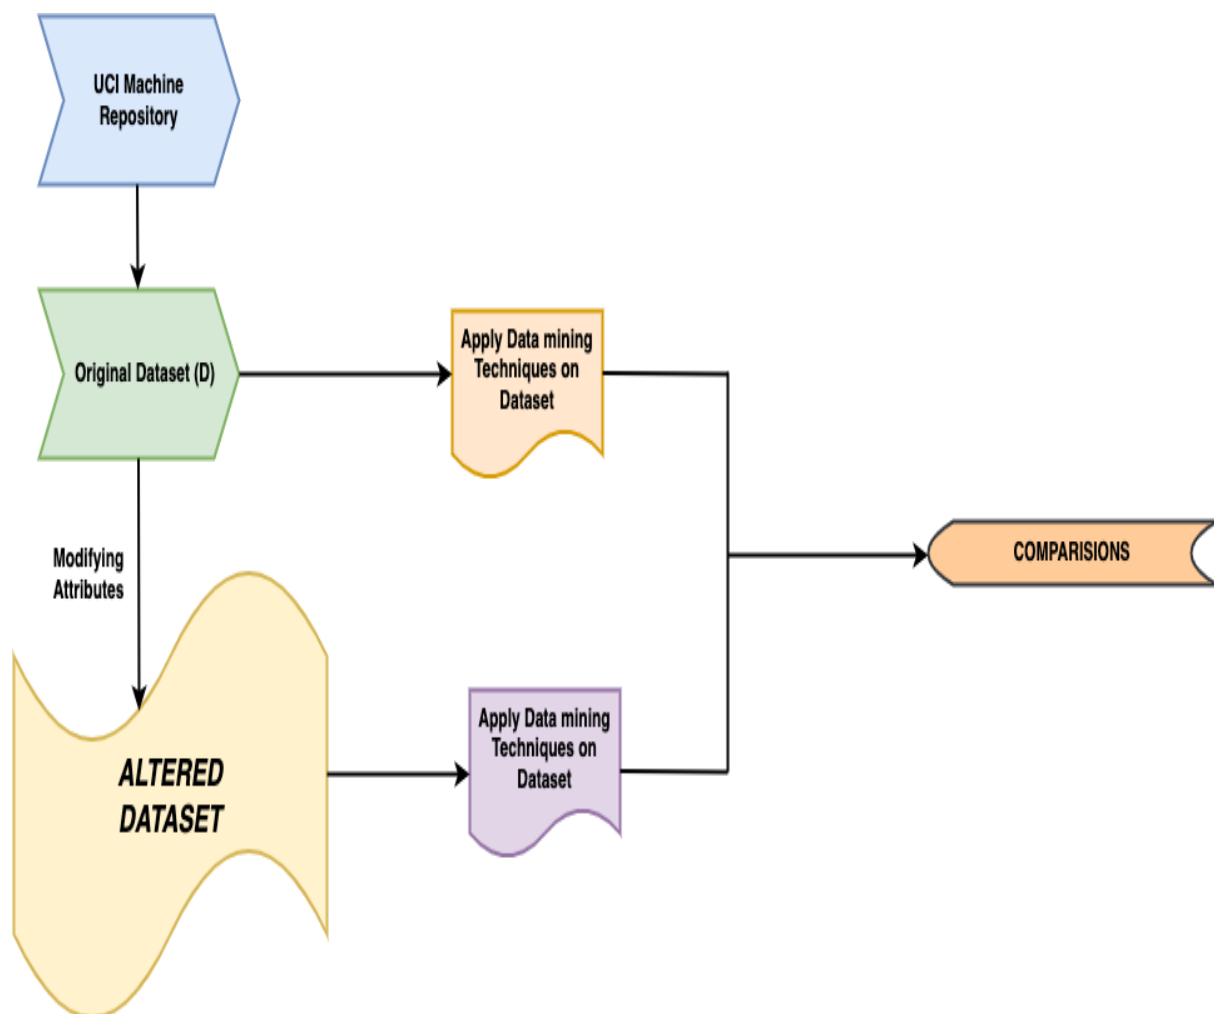 UCI Machine
Repository
Original Dataset (D)
Apply Data mining
Techniques on
Dataset
Modifying
Attributes
COMPARISIONS
ALTERED
DATASET
Apply Data mining
Techniques on
Dataset